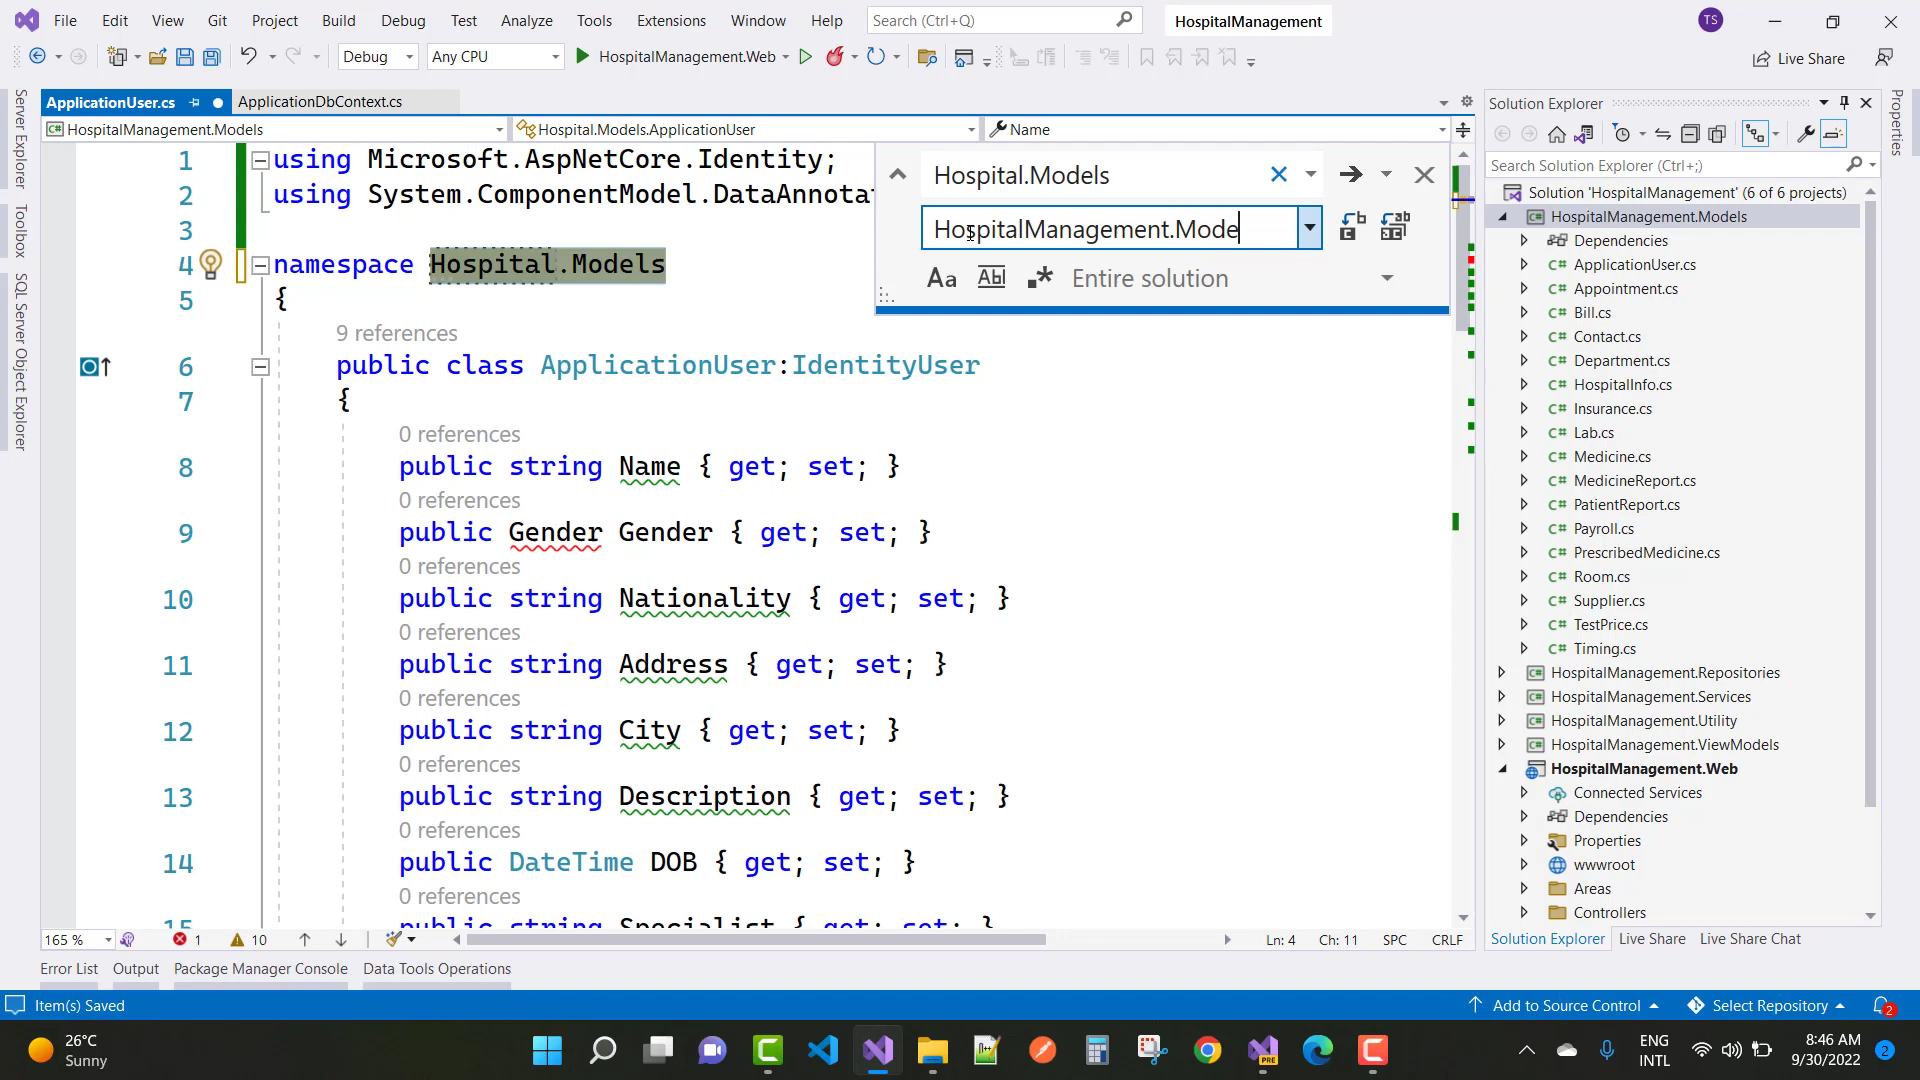 File Edit View Git Project Build Debug Test Analyze Tools Extensions Window Help Search (Ctrl+Q) HospitalManagement TS
Debug Any CPU HospitalManagement.Web Live Share
Server Explorer
Toolbox
SQL Server Object Explorer
ApplicationUser.cs ApplicationDbContext.cs
HospitalManagement.Models Hospital.Models.ApplicationUser Name
1 using Microsoft.AspNetCore.Identity;
2 using System.ComponentModel.DataAnnotat
3
4 namespace Hospital.Models
5 {
9 references
6 public class ApplicationUser:IdentityUser
7 {
0 references
8 public string Name { get; set; }
0 references
9 public Gender Gender { get; set; }
0 references
10 public string Nationality { get; set; }
0 references
11 public string Address { get; set; }
0 references
12 public string City { get; set; }
0 references
13 public string Description { get; set; }
0 references
14 public DateTime DOB { get; set; }
0 references
15 public string Specialist { get; set; }
Hospital.Models
HospitalManagement.Mode
Aa Abl .* Entire solution
165 % 1 10 Ln: 4 Ch: 11 SPC CRLF
Error List Output Package Manager Console Data Tools Operations
Solution Explorer
Search Solution Explorer (Ctrl+;)
Solution 'HospitalManagement' (6 of 6 projects)
HospitalManagement.Models
Dependencies
C# ApplicationUser.cs
C# Appointment.cs
C# Bill.cs
C# Contact.cs
C# Department.cs
C# HospitalInfo.cs
C# Insurance.cs
C# Lab.cs
C# Medicine.cs
C# MedicineReport.cs
C# PatientReport.cs
C# Payroll.cs
C# PrescribedMedicine.cs
C# Room.cs
C# Supplier.cs
C# TestPrice.cs
C# Timing.cs
HospitalManagement.Repositories
HospitalManagement.Services
HospitalManagement.Utility
HospitalManagement.ViewModels
HospitalManagement.Web
Connected Services
Dependencies
Properties
wwwroot
Areas
Controllers
Solution Explorer Live Share Live Share Chat
Properties
Item(s) Saved Add to Source Control Select Repository 2
26°C
Sunny
PRE
ENG
INTL
8:46 AM
9/30/2022
2